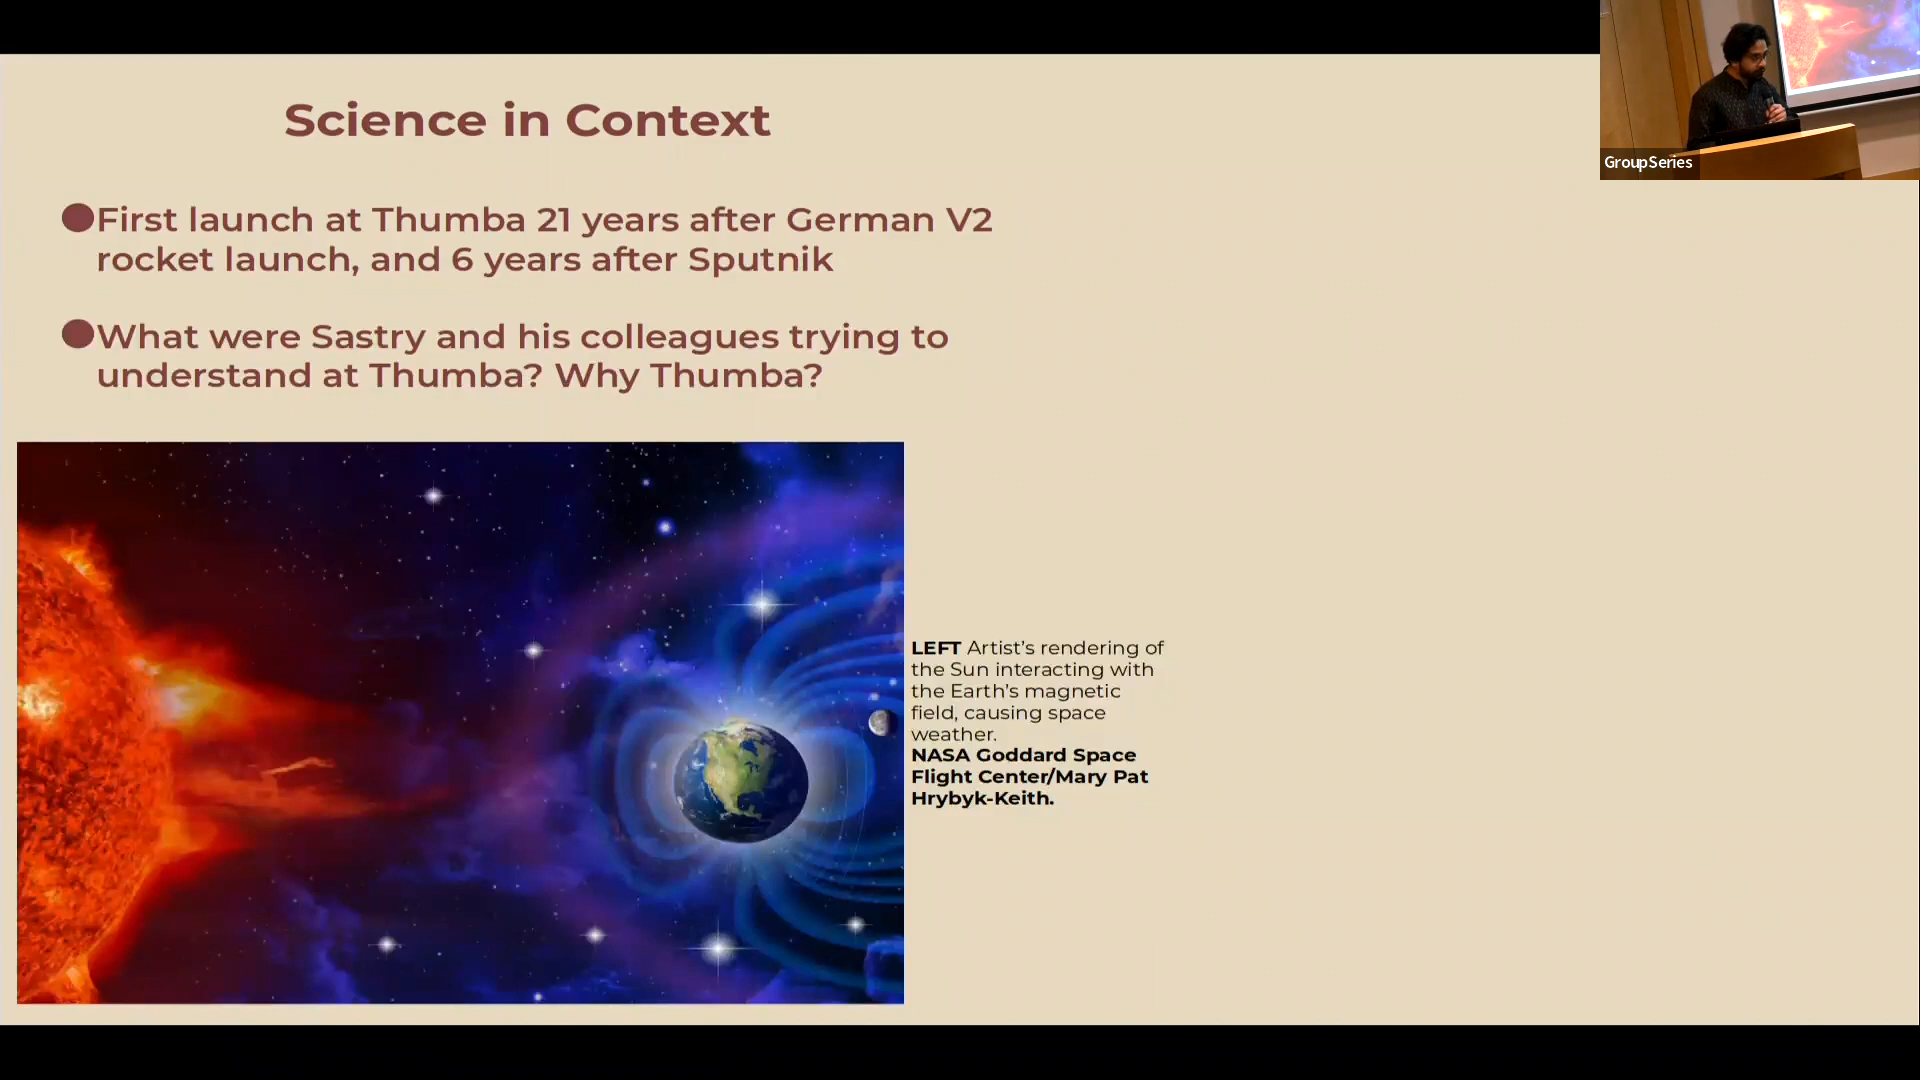 Science in Context
●First launch at Thumba 21 years after German V2
rocket launch, and 6 years after Sputnik
●What were Sastry and his colleagues trying to
understand at Thumba? Why Thumba?
LEFT Artist's rendering of
the Sun interacting with
the Earth's magnetic
field, causing space
weather.
NASA Goddard Space
Flight Center/Mary Pat
Hrybyk-Keith.
GroupSeries